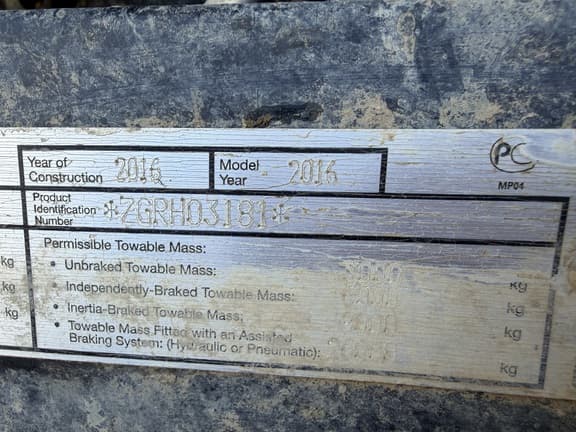 Year of Construction 2016 Model Year 2016
PC
MP04
Product Identification Number *ZGRH03181*
Permissible Towable Mass:
• Unbraked Towable Mass: kg
kg • Independently-Braked Towable Mass: kg
kg • Inertia-Braked Towable Mass: kg
kg • Towable Mass Fitted with an Assisted
Braking System: (Hydraulic or Pneumatic): kg